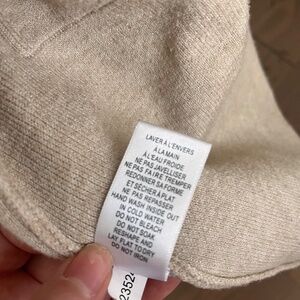 LAVER À L'ENVERS
À LA MAIN
À L'EAU FROIDE
NE PAS JAVELLISER
NE PAS FAIRE TREMPER
REDONNER SA FORME
ET SÉCHER À PLAT
NE PAS REPASSER
HAND WASH INSIDE OUT
IN COLD WATER
DO NOT BLEACH
DO NOT SOAK
RESHAPE AND
LAY FLAT TO DRY
DO NOT IRON